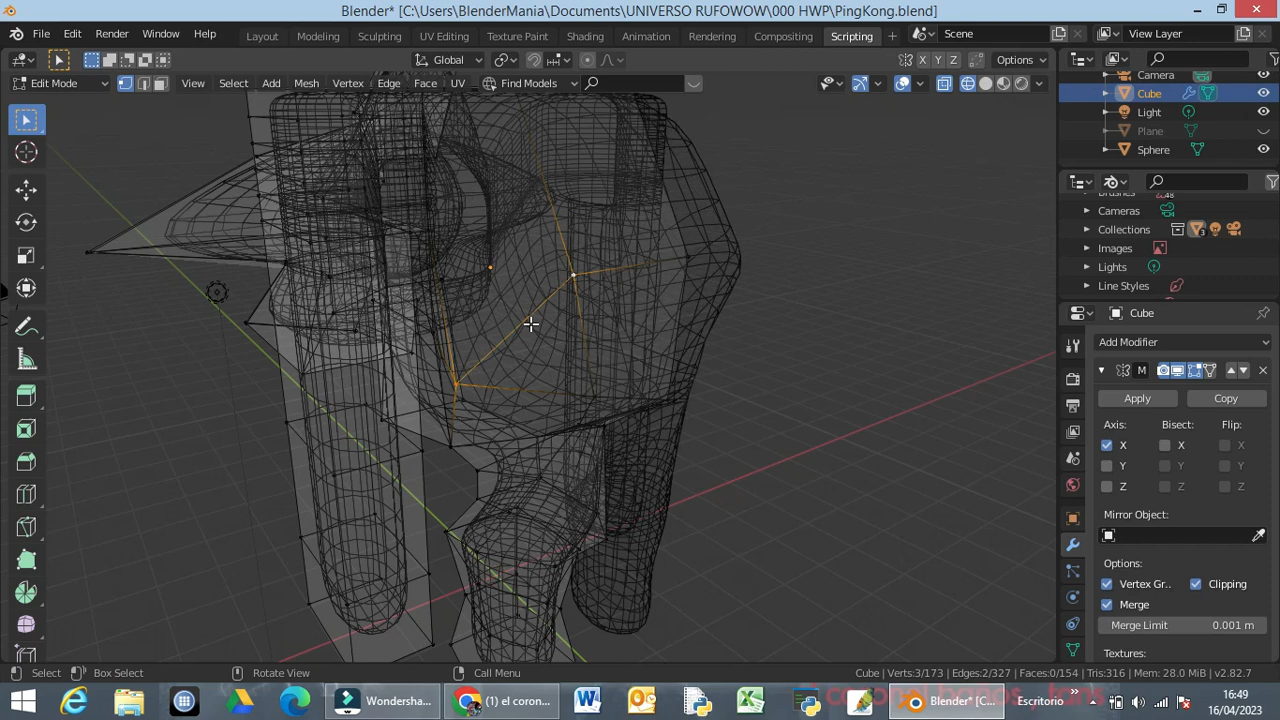 Blender* [C:\Users\BlenderMania\Documents\UNIVERSO RUFOWOW\000 HWP\PingKong.blend]
File Edit Render Window Help Layout Modeling Sculpting UV Editing Texture Paint Shading Animation Rendering Compositing Scripting Scene View Layer
Global X Y Z Options
Edit Mode View Select Add Mesh Vertex Edge Face UV Find Models
Camera
Cube
Light
Plane
Sphere
Cameras
Collections
Images
Lights
Line Styles
Cube
Add Modifier
M
Apply Copy
Axis: Bisect: Flip:
X X X
Y Y Y
Z Z Z
Mirror Object:
Options:
Vertex Gr.. Clipping
Merge
Merge Limit 0.001 m
Textures:
Select Box Select Rotate View Call Menu Cube | Verts:3/173 | Edges:2/327 | Faces:0/154 | Tris:316 | Mem: 28.0 MiB | v2.82.7
Wondersha... (1) el coron... Blender* [C:... Escritorio 16:49
16/04/2023